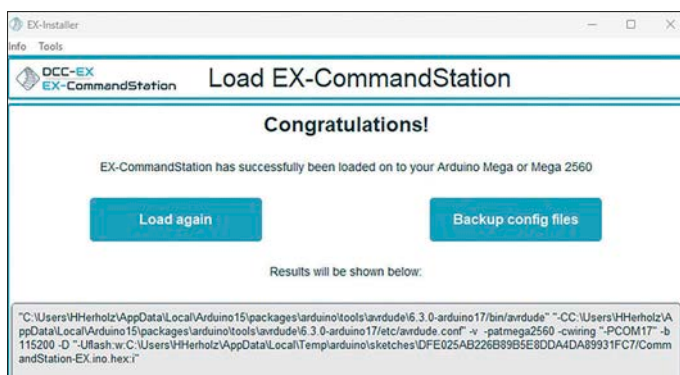 EX-Installer
Info Tools
DCC-EX
EX-CommandStation
Load EX-CommandStation
Congratulations!
EX-CommandStation has successfully been loaded on to your Arduino Mega or Mega 2560
Load again
Backup config files
Results will be shown below:
"C:\Users\HHerholz\AppData\Local\Arduino15\packages\arduino\tools\avrdude\6.3.0-arduino17/bin/avrdude" "-CC:\Users\HHerholz\A
ppData\Local\Arduino15\packages\arduino\tools\avrdude\6.3.0-arduino17/etc/avrdude.conf" -v -patmega2560 -cwiring "-PCOM17" -b
115200 -D "-Uflash:w:C:\Users\HHerholz\AppData\Local\Temp\arduino\sketches\DFE025AB226B89B5E8DDA4DA89931FC7/Comm
andStation-EX.ino.hex:i"